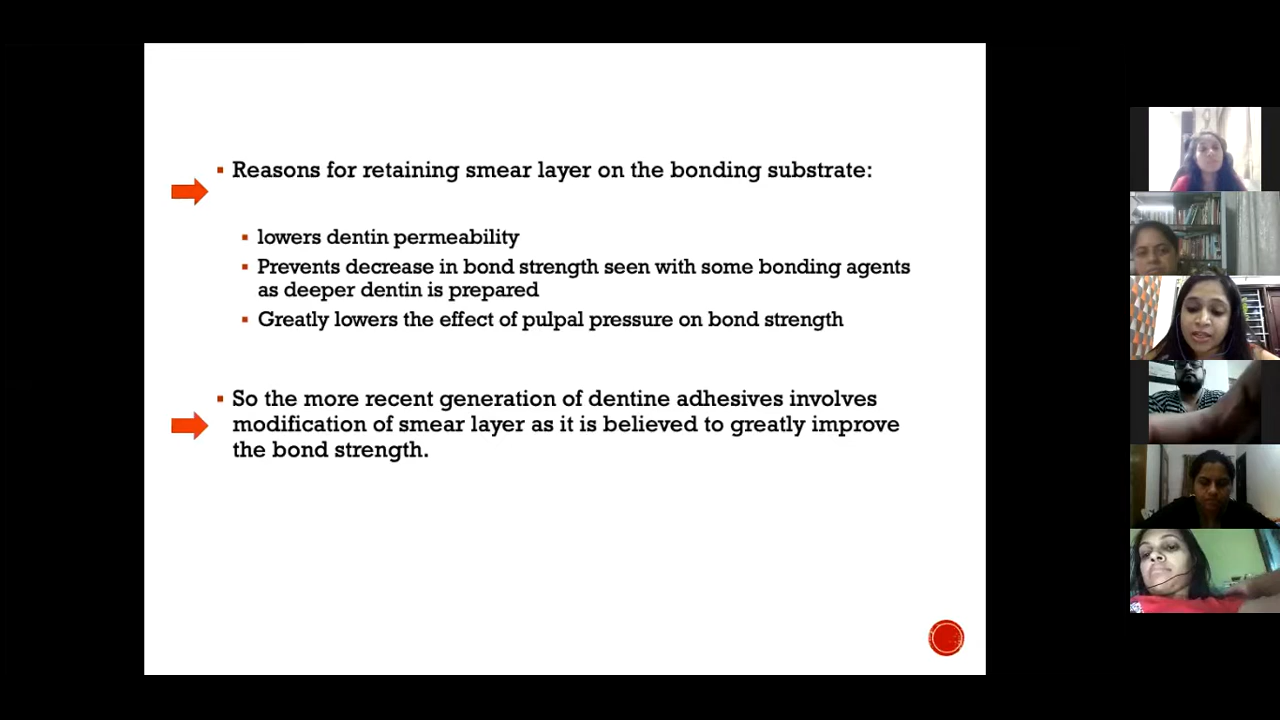 Reasons for retaining smear layer on the bonding substrate:
lowers dentin permeability
Prevents decrease in bond strength seen with some bonding agents
as deeper dentin is prepared
Greatly lowers the effect of pulpal pressure on bond strength
So the more recent generation of dentine adhesives involves
modification of smear layer as it is believed to greatly improve
the bond strength.